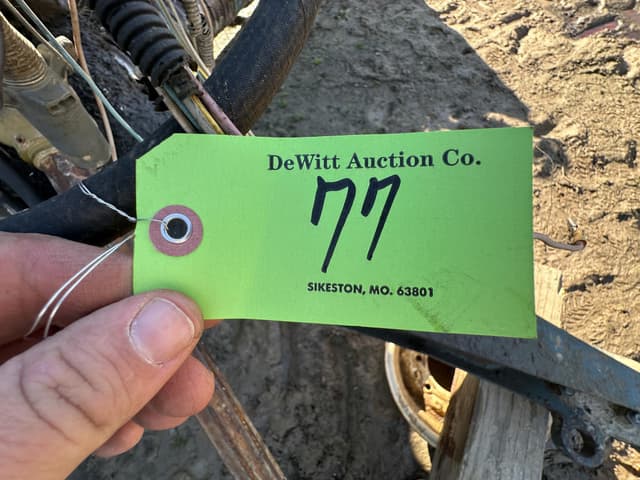 DeWitt Auction Co.
77
SIKESTON, MO. 63801